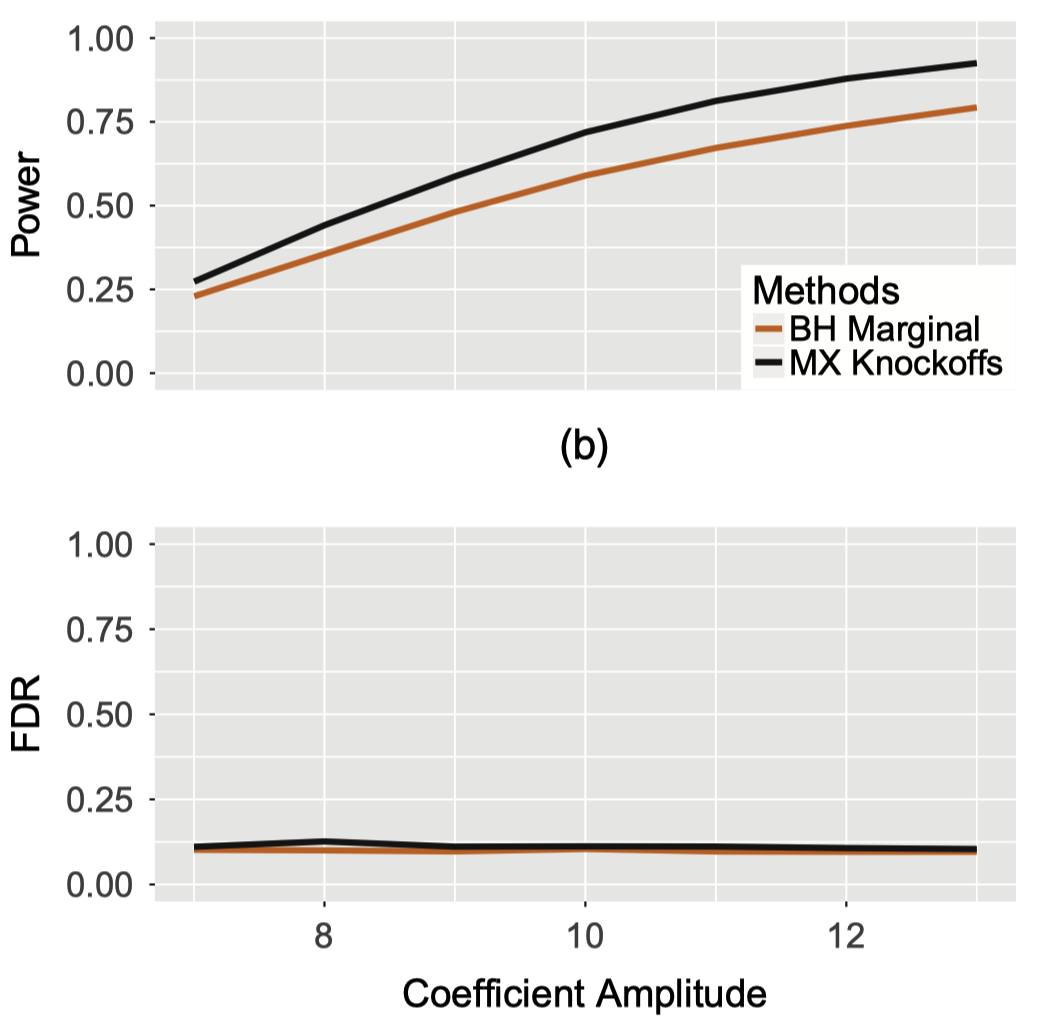 1.00
0.75
0.50
0.25
0.00
Power
Methods
BH Marginal
MX Knockoffs
(b)
1.00
0.75
0.50
0.25
0.00
FDR
8 10 12
Coefficient Amplitude